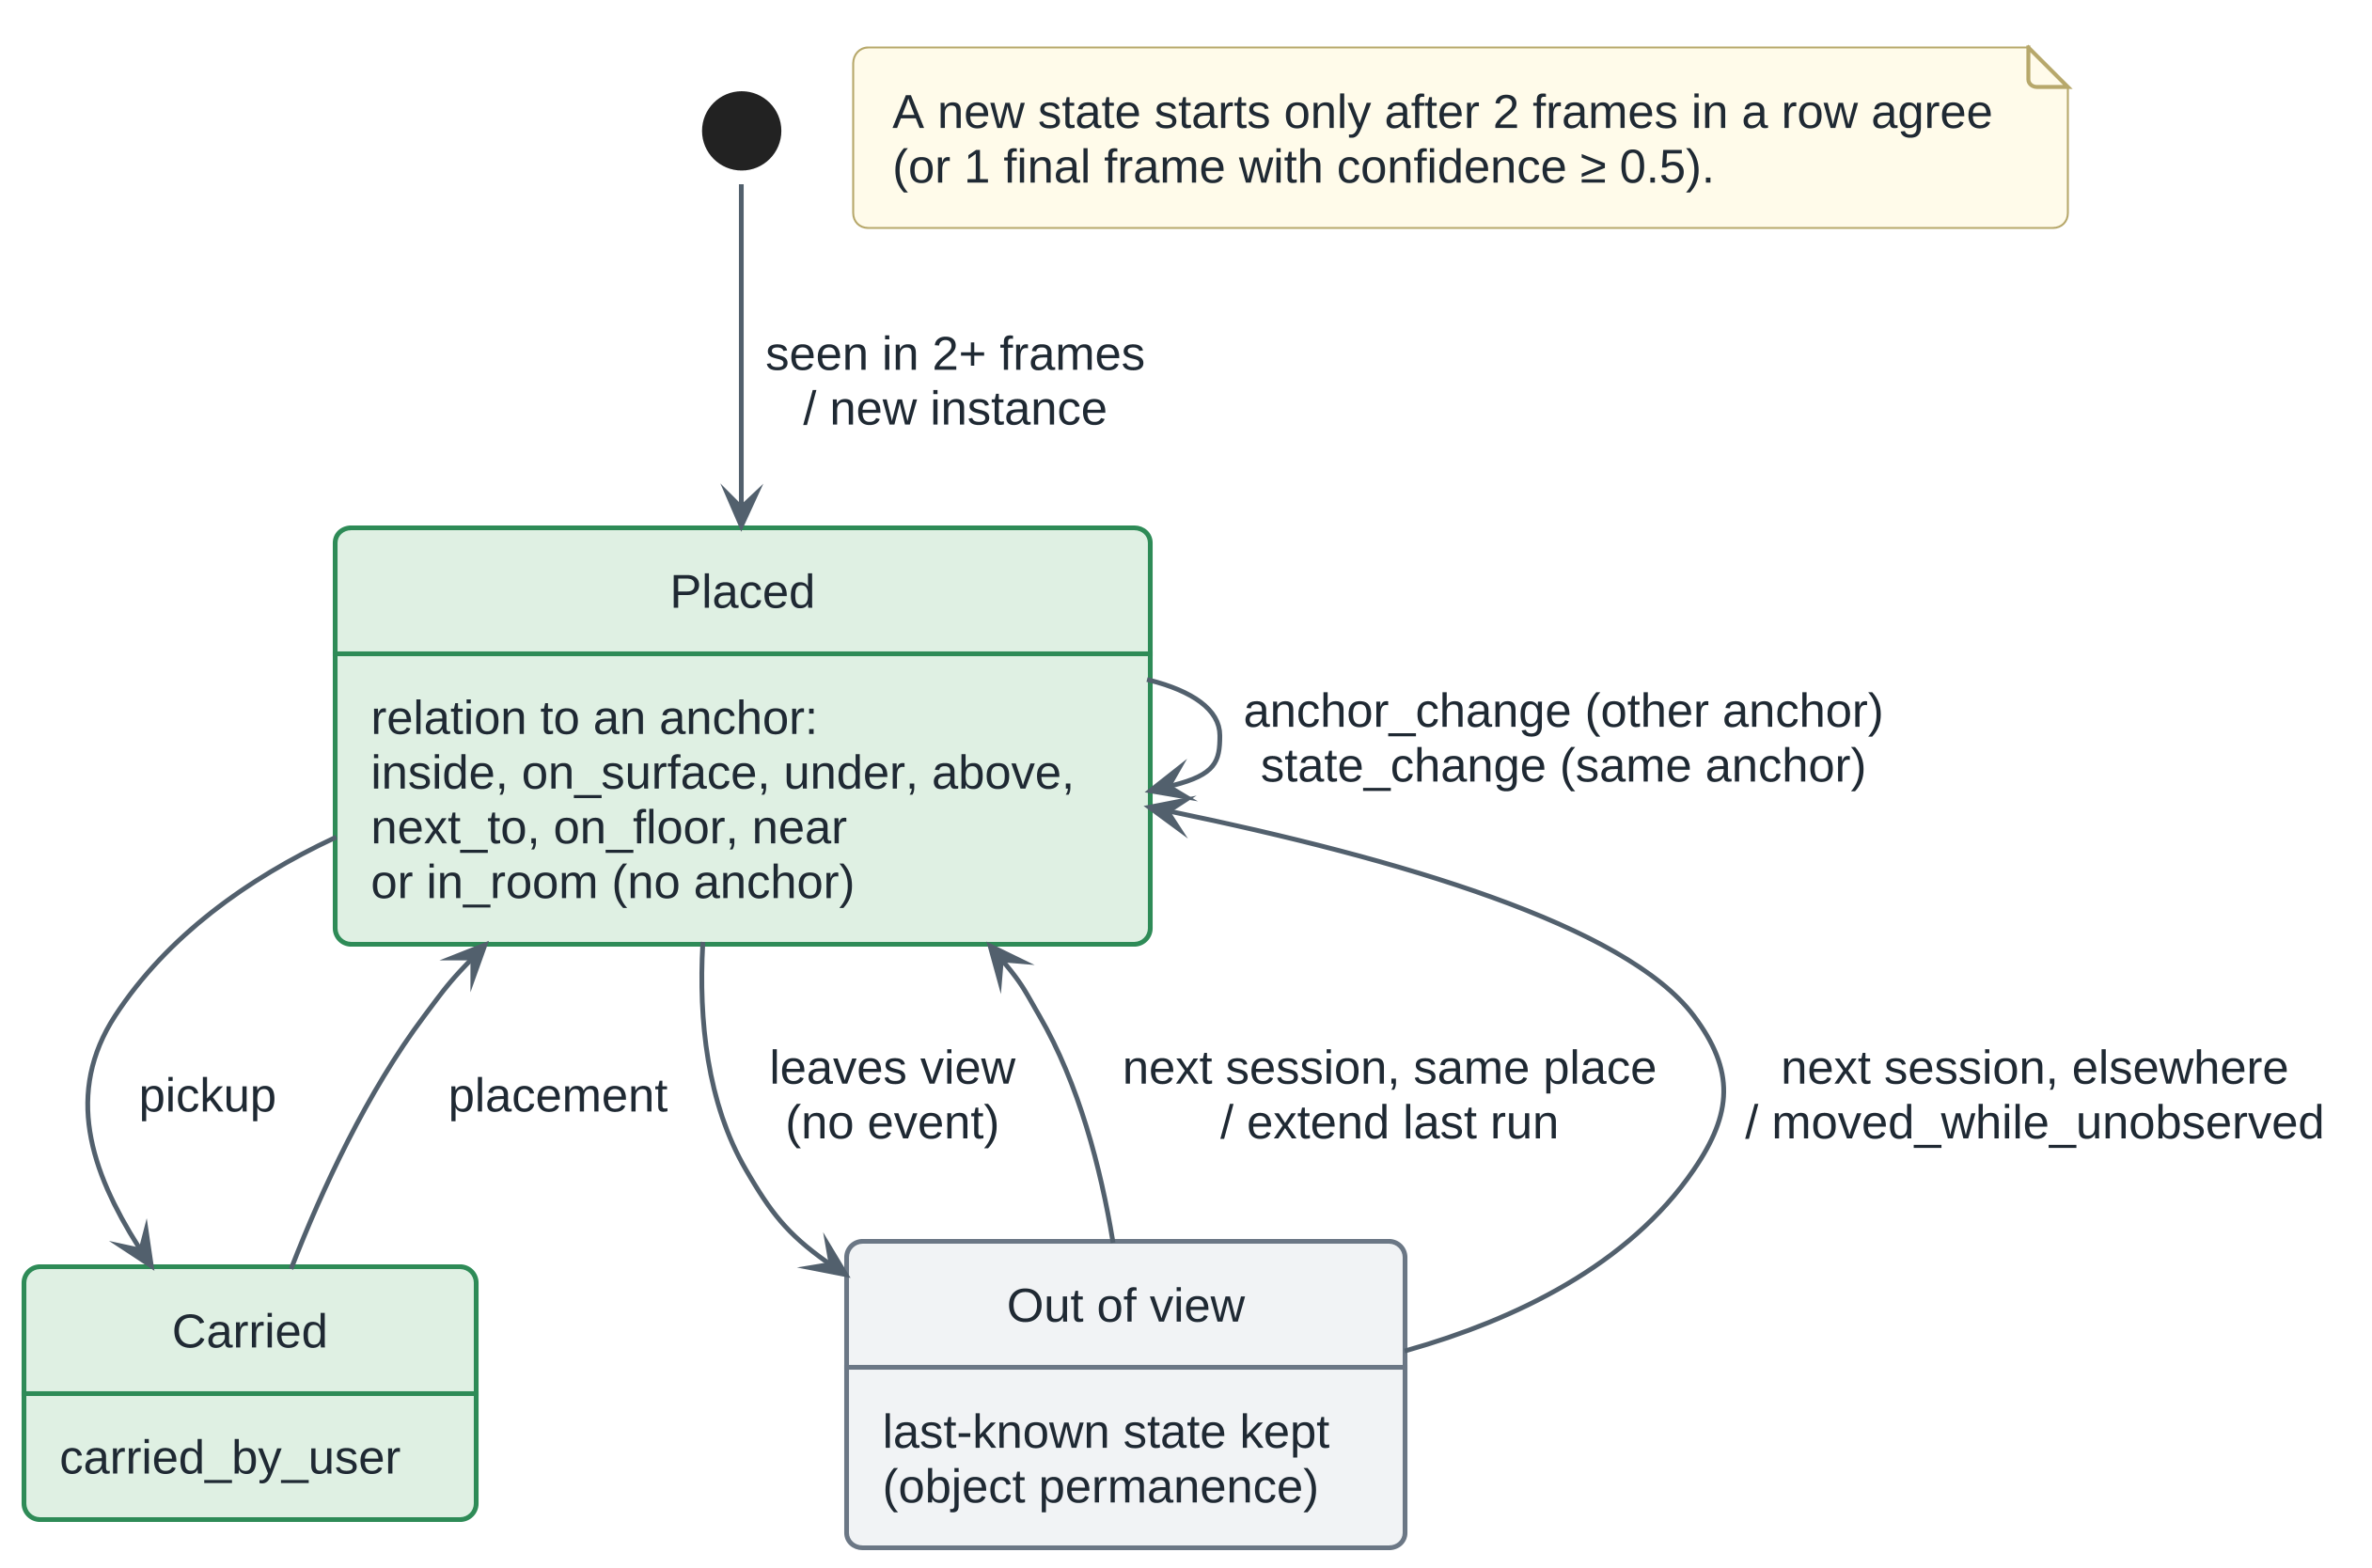 A new state starts only after 2 frames in a row agree
(or 1 final frame with confidence ≥ 0.5).
seen in 2+ frames
/ new instance
Placed
relation to an anchor:
inside, on_surface, under, above,
next_to, on_floor, near
or in_room (no anchor)
anchor_change (other anchor)
state_change (same anchor)
pickup
placement
leaves view
(no event)
next session, same place
/ extend last run
next session, elsewhere
/ moved_while_unobserved
Carried
carried_by_user
Out of view
last-known state kept
(object permanence)